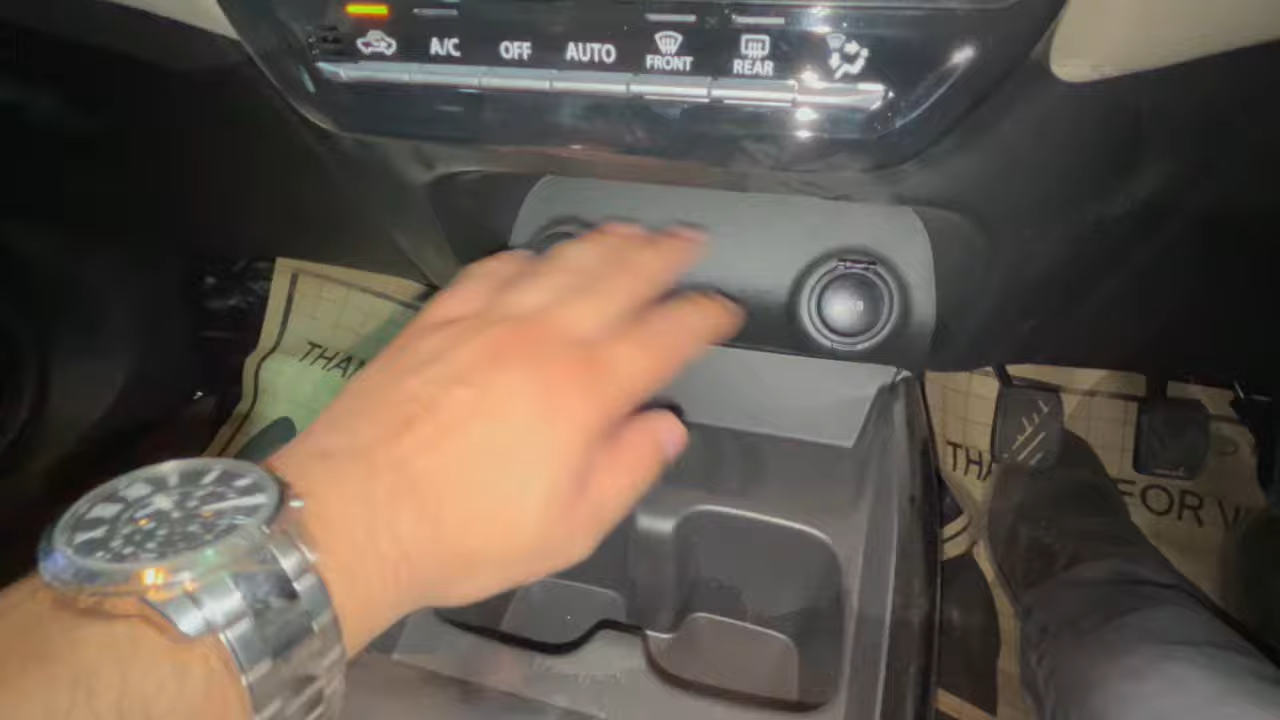 A/C
OFF
AUTO
FRONT
REAR
THA
THA
FOR V